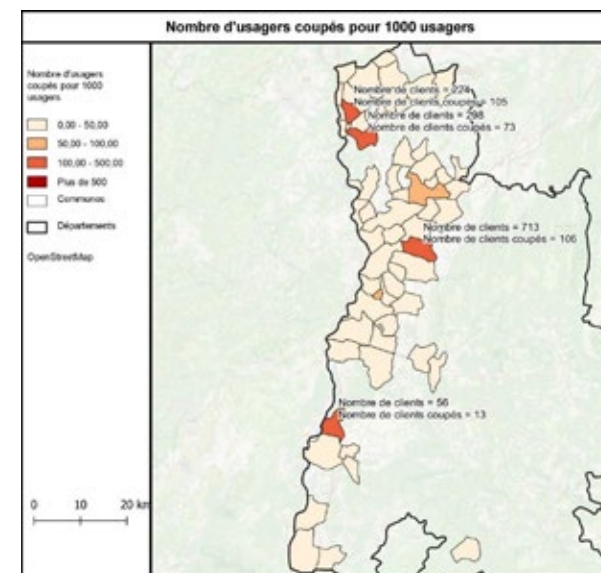 Nombre d'usagers coupés pour 1000 usagers
Nombre d'usagers
coupés pour 1000
usagers
0,00 - 50,00
50,00 - 100,00
100,00 - 500,00
Plus de 500
Communes
Départements
OpenStreetMap
Nombre de clients = 224
Nombre de clients coupés = 105
Nombre de clients = 298
Nombre de clients coupés = 73
Nombre de clients = 713
Nombre de clients coupés = 106
Nombre de clients = 56
Nombre de clients coupés = 13
0 10 20 km